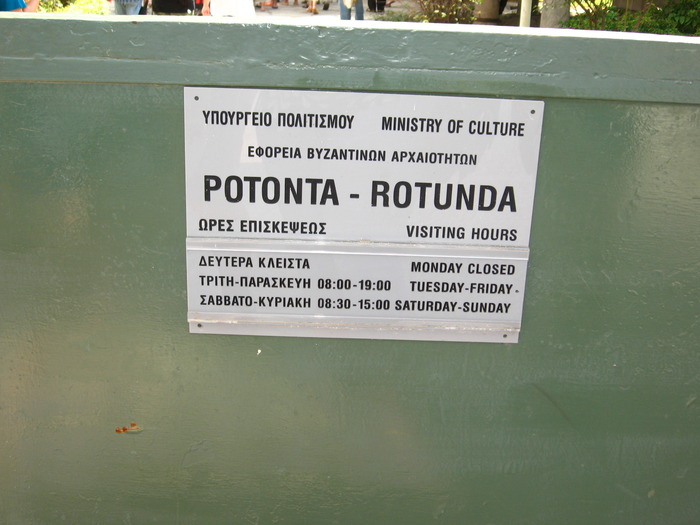 ΥΠΟΥΡΓΕΙΟ ΠΟΛΙΤΙΣΜΟΥ MINISTRY OF CULTURE
ΕΦΟΡΕΙΑ ΒΥΖΑΝΤΙΝΩΝ ΑΡΧΑΙΟΤΗΤΩΝ
ΡΟΤΟΝΤΑ - ROTUNDA
ΩΡΕΣ ΕΠΙΣΚΕΨΕΩΣ VISITING HOURS
ΔΕΥΤΕΡΑ ΚΛΕΙΣΤΑ MONDAY CLOSED
ΤΡΙΤΗ-ΠΑΡΑΣΚΕΥΗ 08:00-19:00 TUESDAY-FRIDAY-
ΣΑΒΒΑΤΟ-ΚΥΡΙΑΚΗ 08:30-15:00 SATURDAY-SUNDAY